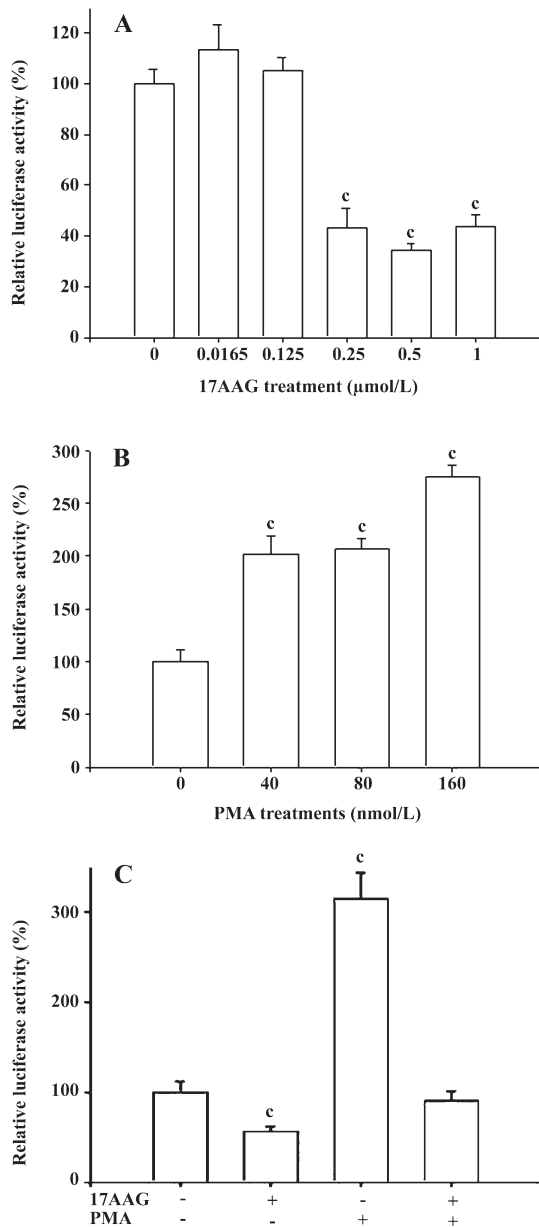 A
Relative luciferase activity (%)
120
100
80
60
40
20
0
c
c
c
0 0.0165 0.125 0.25 0.5 1
17AAG treatment (µmol/L)
B
Relative luciferase activity (%)
300
250
200
150
100
50
0
c
c
c
0 40 80 160
PMA treatments (nmol/L)
C
Relative luciferase activity (%)
300
200
100
0
c
c
17AAG - + - +
PMA - - + +